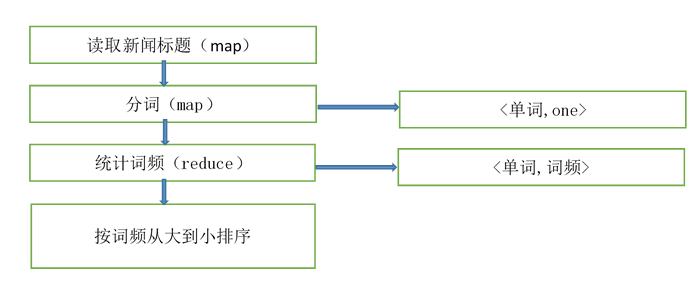 读取新闻标题（map）
分词（map）
<单词,one>
统计词频（reduce）
<单词,词频>
按词频从大到小排序